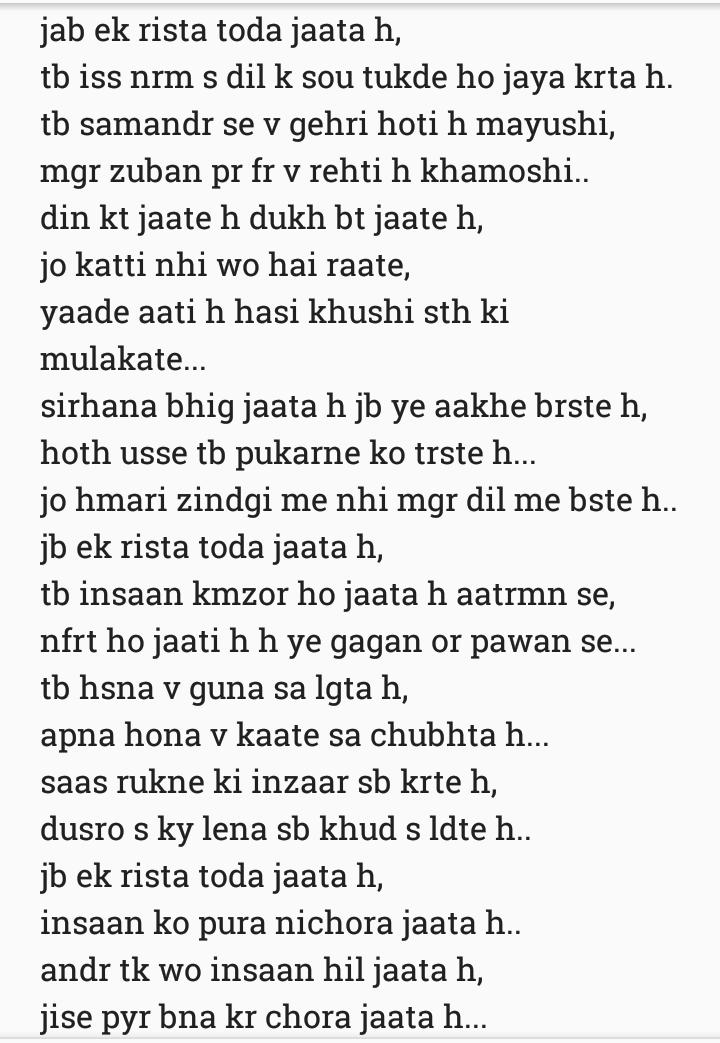 jab ek rista toda jaata h,
tb iss nrm s dil k sou tukde ho jaya krta h.
tb samandr se v gehri hoti h mayushi,
mgr zuban pr fr v rehti h khamoshi..
din kt jaate h dukh bt jaate h,
jo katti nhi wo hai raate,
yaade aati h hasi khushi sth ki
mulakate...
sirhana bhig jaata h jb ye aakhe brste h,
hoth usse tb pukarne ko trste h...
jo hmari zindgi me nhi mgr dil me bste h..
jb ek rista toda jaata h,
tb insaan kmzor ho jaata h aatrmn se,
nfrt ho jaati h h ye gagan or pawan se...
tb hsna v guna sa lgta h,
apna hona v kaate sa chubhta h...
saas rukne ki inzaar sb krte h,
dusro s ky lena sb khud s ldte h..
jb ek rista toda jaata h,
insaan ko pura nichora jaata h..
andr tk wo insaan hil jaata h,
jise pyr bna kr chora jaata h...